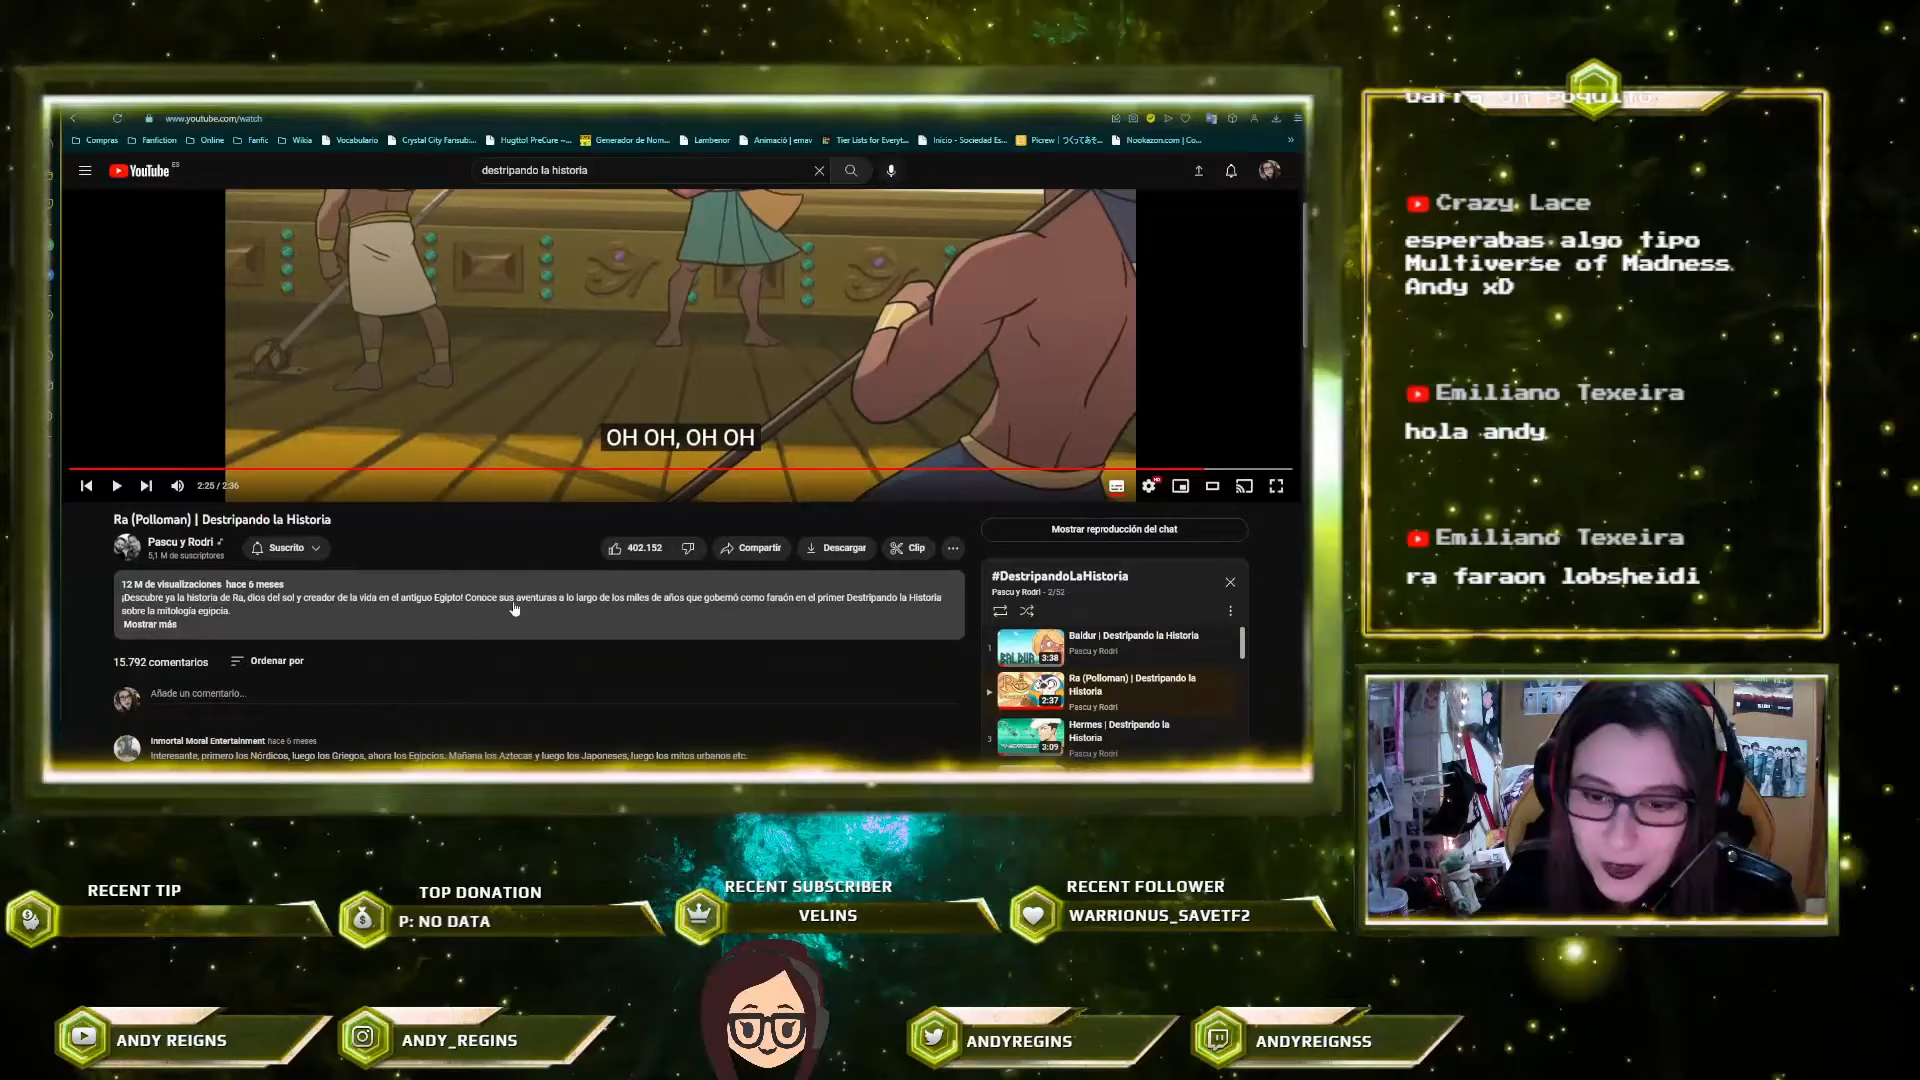 www.youtube.com/watch
Compras
Fanfiction
Online
Fanfic
Wikia
Vocabulario
Crystal City Fansub:...
Hugtto! PreCure ~...
Generador de Nom...
Lambenor
Animació | emav
Tier Lists for Everyt...
Inicio - Sociedad Es...
Picrew | つくってあそ...
Nookazon.com | Co...
YouTube ES
destripando la historia
OH OH, OH OH
2:25 / 2:36
Ra (Polloman) | Destripando la Historia
Pascu y Rodri
5,1 M de suscriptores
Suscrito
402.152
Compartir
Descargar
Clip
12 M de visualizaciones hace 6 meses
¡Descubre ya la historia de Ra, dios del sol y creador de la vida en el antiguo Egipto! Conoce sus aventuras a lo largo de los miles de años que gobernó como faraón en el primer Destripando la Historia
sobre la mitología egipcia.
Mostrar más
15.792 comentarios
Ordenar por
Añade un comentario...
Inmortal Moral Entertainment hace 6 meses
Interesante, primero los Nórdicos, luego los Griegos, ahora los Egipcios. Mañana los Aztecas y luego los Japoneses, luego los mitos urbanos etc.
Mostrar reproducción del chat
#DestripandoLaHistoria
Pascu y Rodri - 2/52
1
BALDUR
3:38
Baldur | Destripando la Historia
Pascu y Rodri
2:37
Ra (Polloman) | Destripando la
Historia
Pascu y Rodri
3
3:09
Hermes | Destripando la
Historia
Pascu y Rodri
Crazy Lace
esperabas algo tipo
Multiverse of Madness
Andy xD
Emiliano Texeira
hola andy
Emiliano Texeira
ra faraon lobsheidi
RECENT TIP
TOP DONATION
P: NO DATA
RECENT SUBSCRIBER
VELINS
RECENT FOLLOWER
WARRIONUS_SAVETF2
ANDY REIGNS
ANDY_REGINS
ANDYREGINS
ANDYREIGNSS